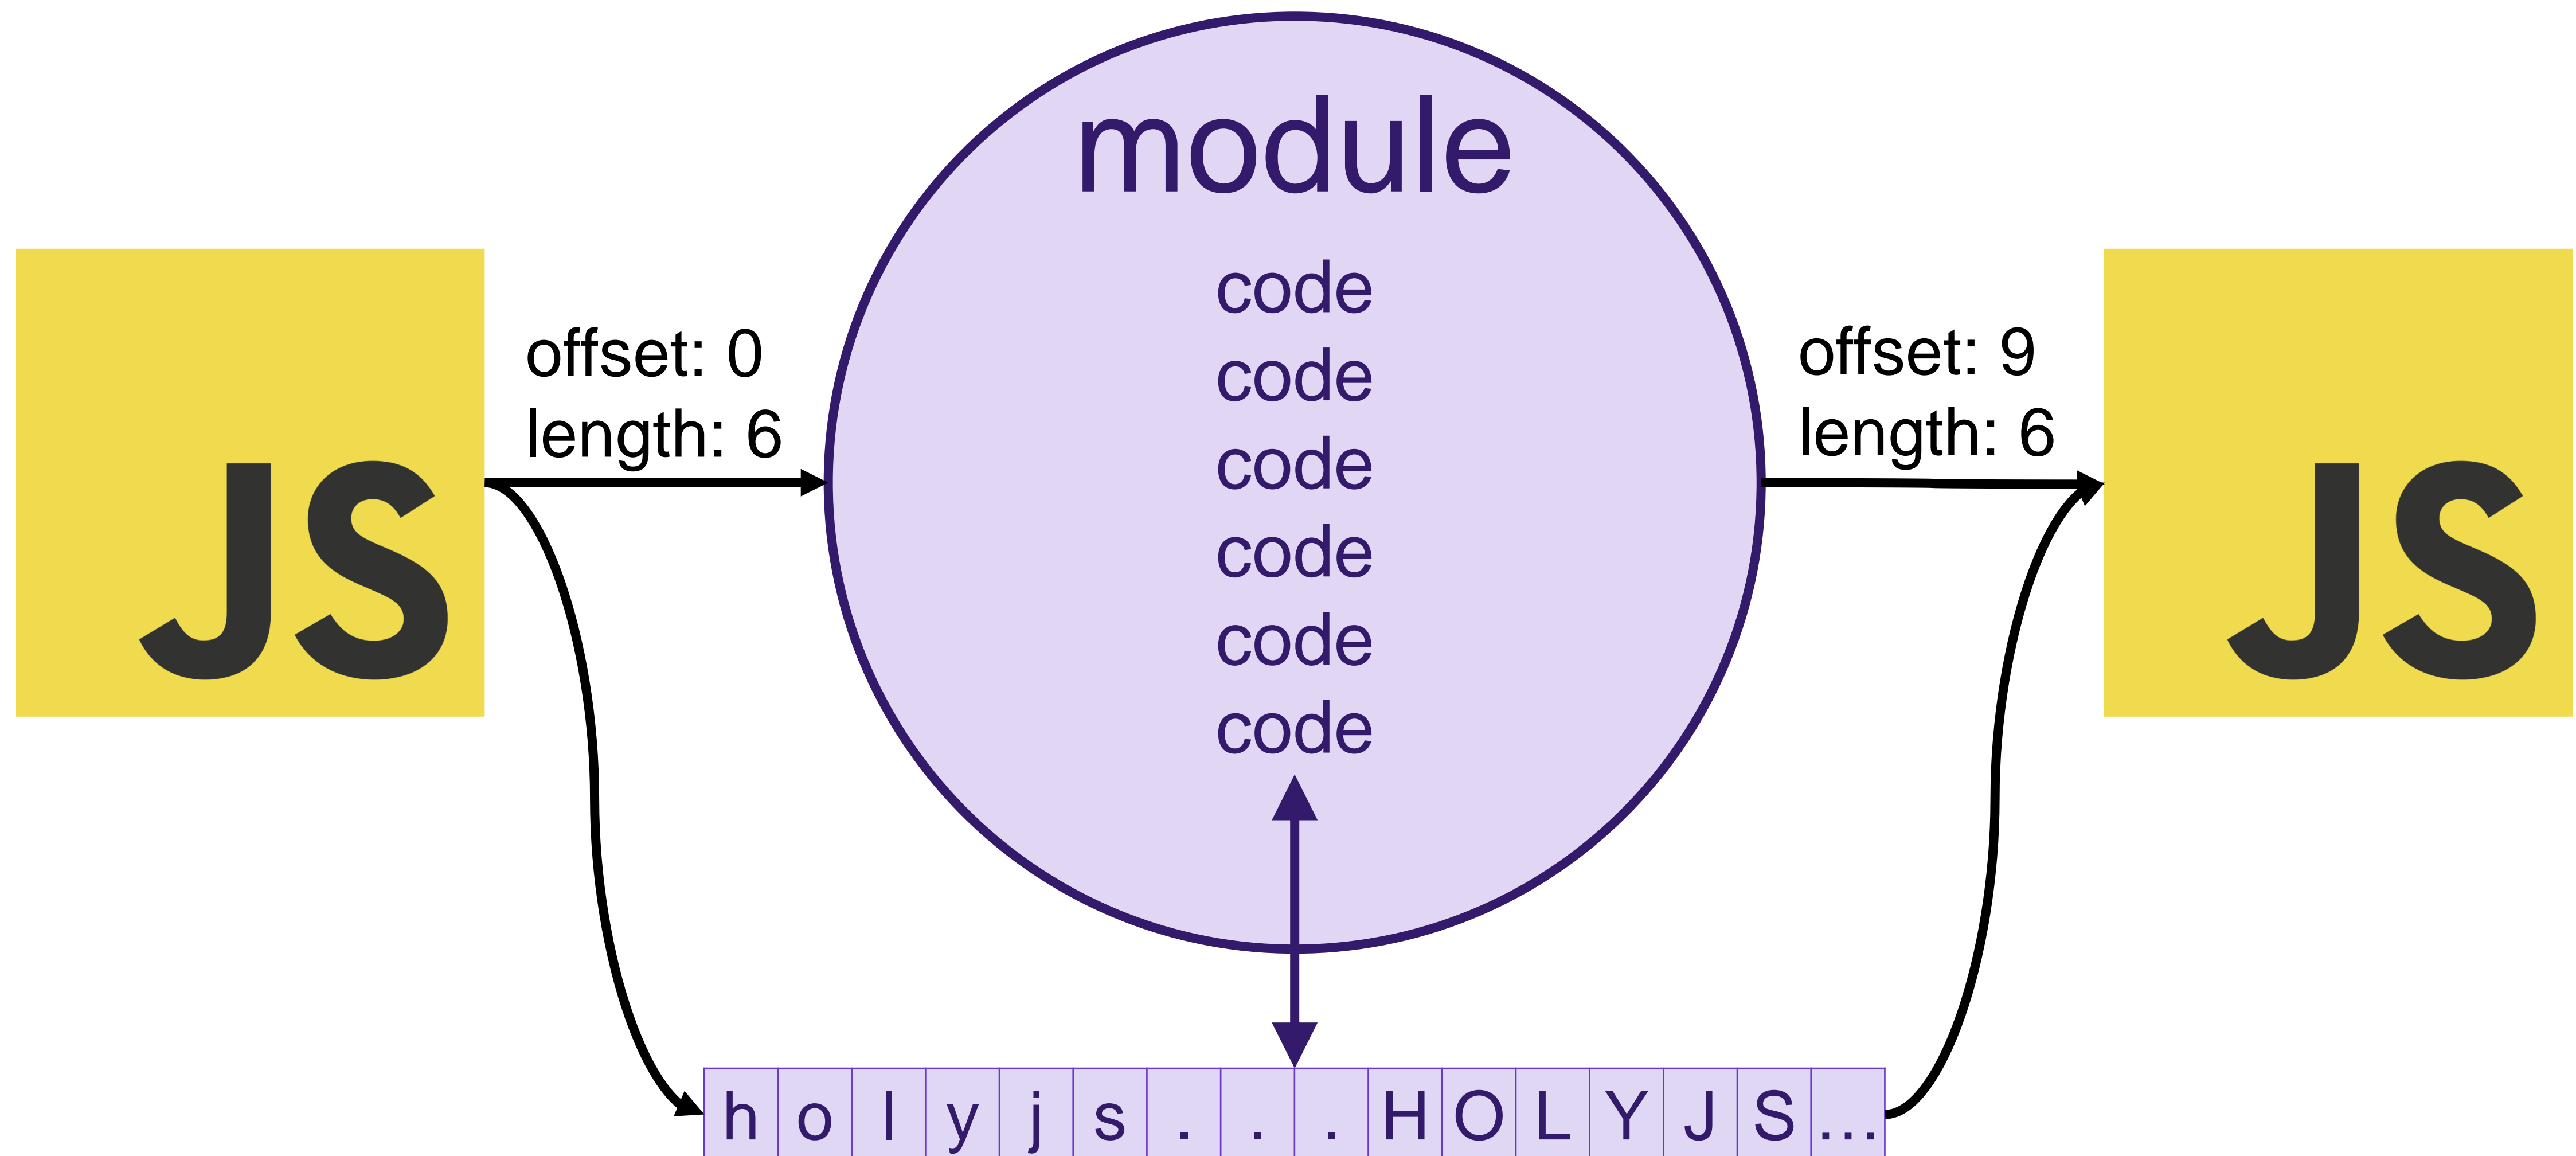 module
code
code
code
code
code
code
offset: 0
length: 6
offset: 9
length: 6
JS
JS
h o l y j s . . . H O L Y J S ...